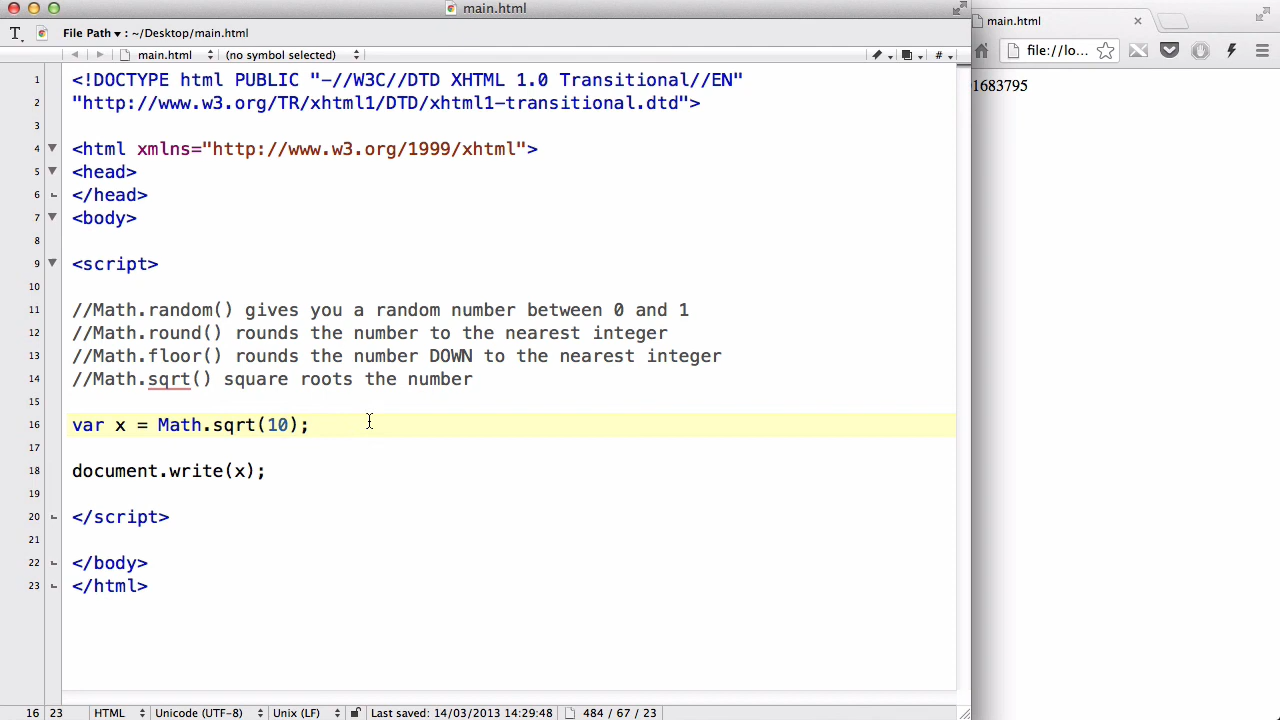 main.html
File Path ▾ : ~/Desktop/main.html
main.html (no symbol selected) #
1 <!DOCTYPE html PUBLIC "-//W3C//DTD XHTML 1.0 Transitional//EN"
2 "http://www.w3.org/TR/xhtml1/DTD/xhtml1-transitional.dtd">
3
4 <html xmlns="http://www.w3.org/1999/xhtml">
5 <head>
6 </head>
7 <body>
8
9 <script>
10
11 //Math.random() gives you a random number between 0 and 1
12 //Math.round() rounds the number to the nearest integer
13 //Math.floor() rounds the number DOWN to the nearest integer
14 //Math.sqrt() square roots the number
15
16 var x = Math.sqrt(10);
17
18 document.write(x);
19
20 </script>
21
22 </body>
23 </html>
16 23 HTML Unicode (UTF-8) Unix (LF) Last saved: 14/03/2013 14:29:48 484 / 67 / 23
main.html
file://lo...
1683795